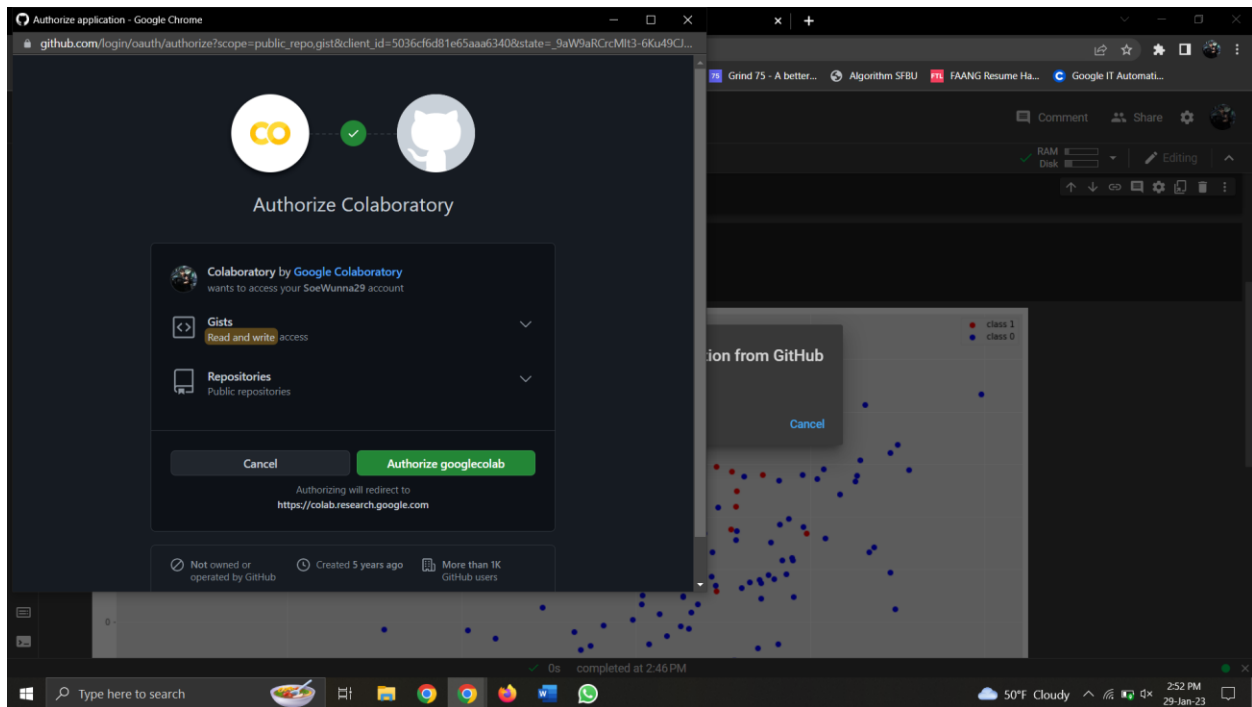 Authorize application - Google Chrome
github.com/login/oauth/authorize?scope=public_repo,gist&client_id=5036cf6d81e65aaa6340&state=_9aW9aRCrcMIt3-6Ku49CJ...
Grind 75 - A better...
Algorithm SFBU
FTL
FAANG Resume Ha...
Google IT Automati...
CO
Authorize Colaboratory
Colaboratory by Google Colaboratory
wants to access your SoeWunna29 account
Gists
Read and write access
Repositories
Public repositories
Cancel
Authorize googlecolab
Authorizing will redirect to
https://colab.research.google.com
Not owned or
operated by GitHub
Created 5 years ago
More than 1K
GitHub users
Comment
Share
RAM
Disk
Editing
class 1
class 0
ion from GitHub
Cancel
0
0s completed at 2:46 PM
Type here to search
50°F Cloudy
2:52 PM
29-Jan-23